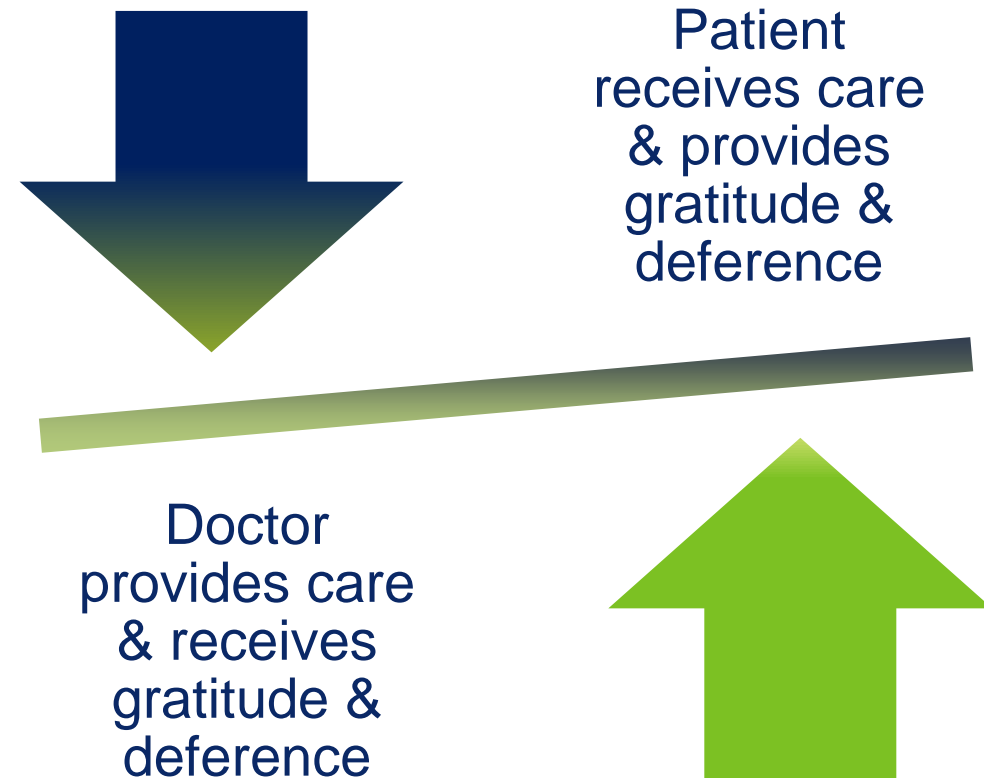 Patient
receives care
& provides
gratitude &
deference
Doctor
provides care
& receives
gratitude &
deference